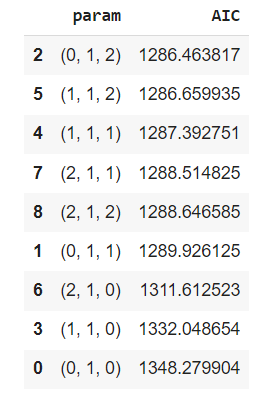 param AIC
2 (0, 1, 2) 1286.463817
5 (1, 1, 2) 1286.659935
4 (1, 1, 1) 1287.392751
7 (2, 1, 1) 1288.514825
8 (2, 1, 2) 1288.646585
1 (0, 1, 1) 1289.926125
6 (2, 1, 0) 1311.612523
3 (1, 1, 0) 1332.048654
0 (0, 1, 0) 1348.279904